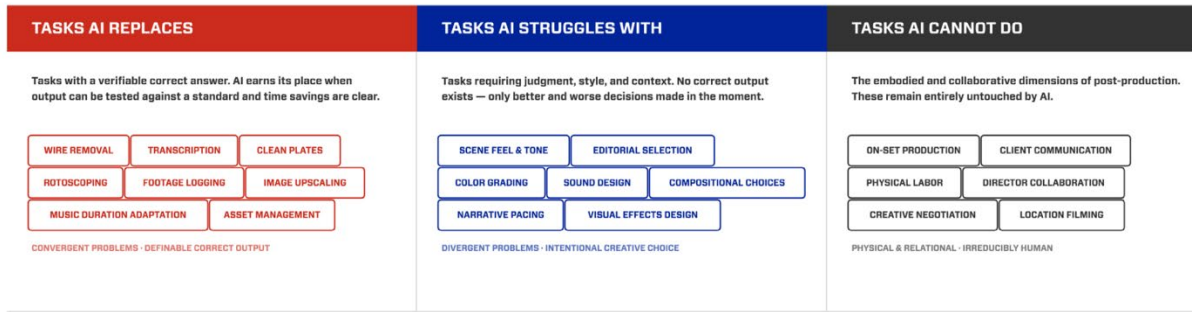 TASKS AI REPLACES
Tasks with a verifiable correct answer. AI earns its place when
output can be tested against a standard and time savings are clear.
WIRE REMOVAL
TRANSCRIPTION
CLEAN PLATES
ROTOSCOPING
FOOTAGE LOGGING
IMAGE UPSCALING
MUSIC DURATION ADAPTATION
ASSET MANAGEMENT
CONVERGENT PROBLEMS · DEFINABLE CORRECT OUTPUT
TASKS AI STRUGGLES WITH
Tasks requiring judgment, style, and context. No correct output
exists — only better and worse decisions made in the moment.
SCENE FEEL & TONE
EDITORIAL SELECTION
COLOR GRADING
SOUND DESIGN
COMPOSITIONAL CHOICES
NARRATIVE PACING
VISUAL EFFECTS DESIGN
DIVERGENT PROBLEMS · INTENTIONAL CREATIVE CHOICE
TASKS AI CANNOT DO
The embodied and collaborative dimensions of post-production.
These remain entirely untouched by AI.
ON-SET PRODUCTION
CLIENT COMMUNICATION
PHYSICAL LABOR
DIRECTOR COLLABORATION
CREATIVE NEGOTIATION
LOCATION FILMING
PHYSICAL & RELATIONAL · IRREDUCIBLY HUMAN